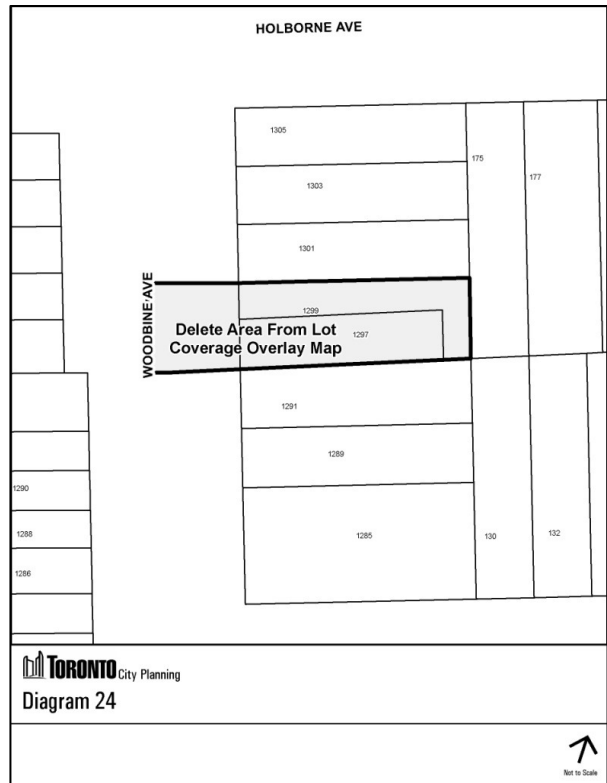 HOLBORNE AVE
1305
175
177
1303
1301
WOODBINE AVE
1299
Delete Area From Lot
1297
Coverage Overlay Map
1291
1289
1290
1288
1285
130
132
1286
TORONTO City Planning
Diagram 24
Not to Scale